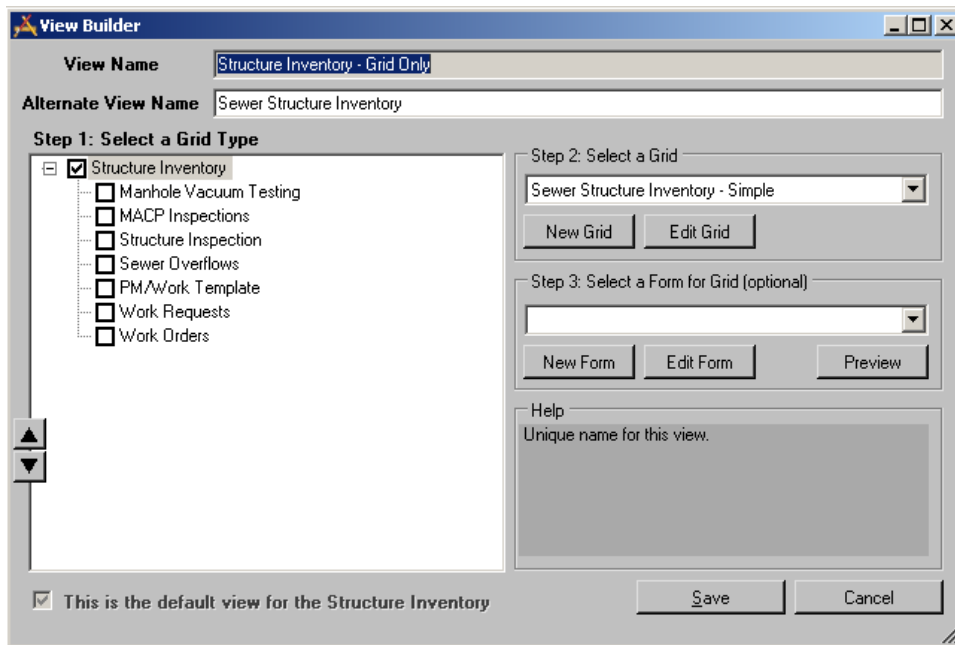 View Builder
View Name
Structure Inventory - Grid Only
Alternate View Name
Sewer Structure Inventory
Step 1: Select a Grid Type
Structure Inventory
Manhole Vacuum Testing
MACP Inspections
Structure Inspection
Sewer Overflows
PM/Work Template
Work Requests
Work Orders
Step 2: Select a Grid
Sewer Structure Inventory - Simple
New Grid
Edit Grid
Step 3: Select a Form for Grid (optional)
New Form
Edit Form
Preview
Help
Unique name for this view.
This is the default view for the Structure Inventory
Save
Cancel